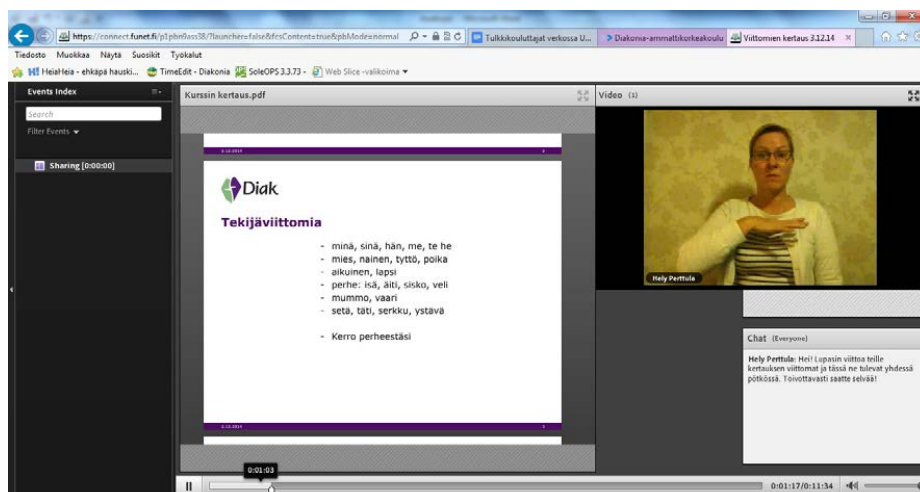 https://connect.funet.fi/p1pbn9ass38/?launcher=false&fcsContent=true&pbMode=normal
Tulkkikouluttajat verkossa U...
Diakonia-ammattikorkeakoulu
Viittomien kertaus 3.12.14
Tiedosto Muokkaa Näytä Suosikit Työkalut
HeiaHeia - ehkäpä hauski...
TimeEdit - Diakonia
SoleOPS 3.3.73 -
Web Slice -valikoima
Events Index
Kurssin kertaus.pdf
Video (1)
Search
Filter Events
Sharing [0:00:00]
2
Diak
Tekijäviittomia
- minä, sinä, hän, me, te he
- mies, nainen, tyttö, poika
- aikuinen, lapsi
- perhe: isä, äiti, sisko, veli
- mummo, vaari
- setä, täti, serkku, ystävä
- Kerro perheestäsi
3
Hely Perttula
Chat (Everyone)
Hely Perttula: Hei! Lupasin viittoa teille
kertauksen viittomat ja tässä ne tulevat yhdessä
pötkössä. Toivottavasti saatte selvää!
0:01:03
0:01:17/0:11:34